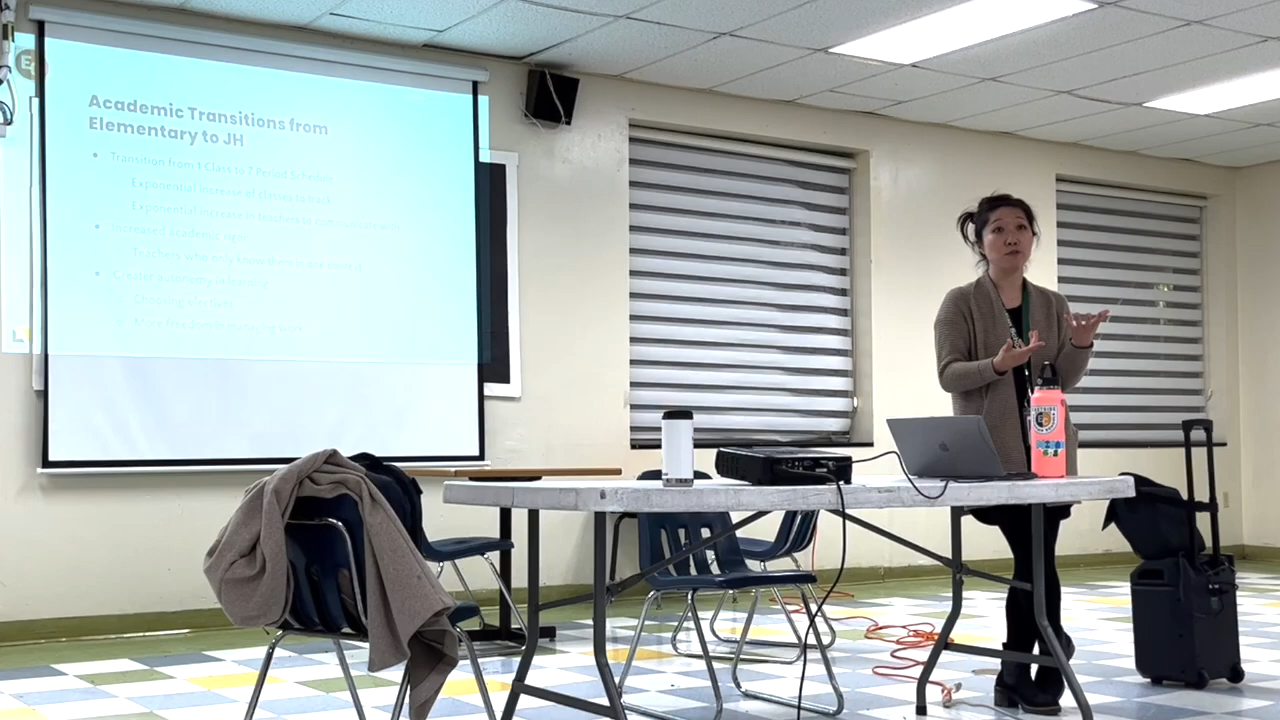 Academic Transitions from
Elementary to JH
Transition from 1 Class to 7 Period Schedule
Exponential increase of classes to track
Exponential increase in teachers to communicate with
Increased academic rigor
Teachers who only know them in one context
Greater autonomy in learning
Choosing electives
More freedom in managing work